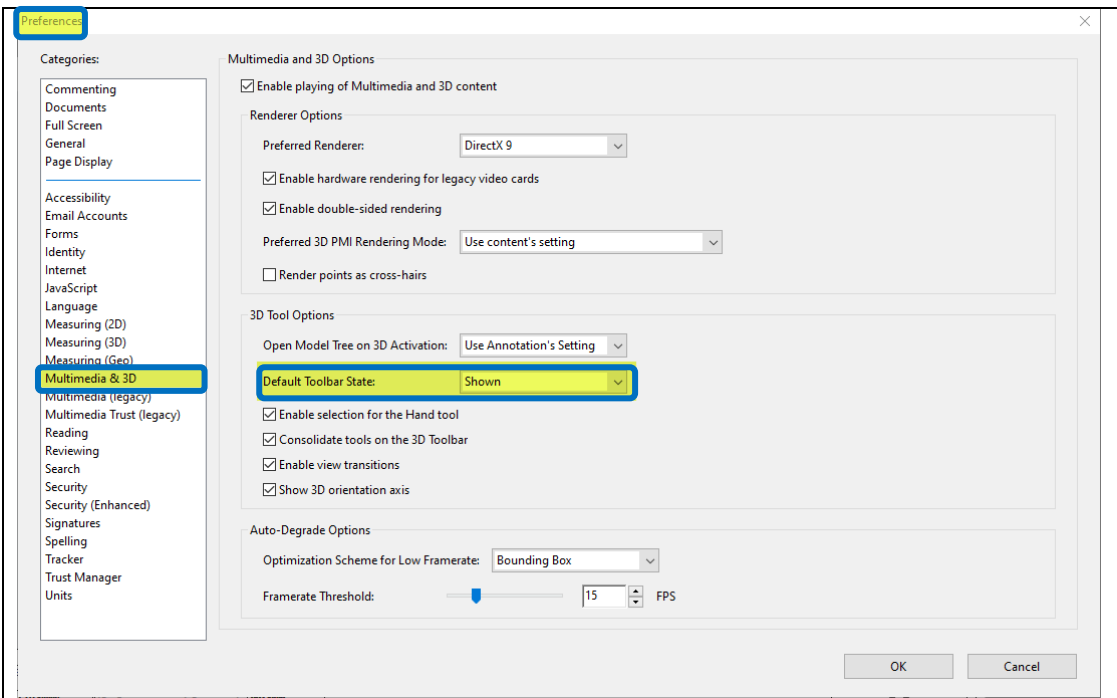 Preferences
Categories:
Commenting
Documents
Full Screen
General
Page Display
Accessibility
Email Accounts
Forms
Identity
Internet
JavaScript
Language
Measuring (2D)
Measuring (3D)
Measuring (Geo)
Multimedia & 3D
Multimedia (legacy)
Multimedia Trust (legacy)
Reading
Reviewing
Search
Security
Security (Enhanced)
Signatures
Spelling
Tracker
Trust Manager
Units
Multimedia and 3D Options
Enable playing of Multimedia and 3D content
Renderer Options
Preferred Renderer: DirectX 9
Enable hardware rendering for legacy video cards
Enable double-sided rendering
Preferred 3D PMI Rendering Mode: Use content's setting
Render points as cross-hairs
3D Tool Options
Open Model Tree on 3D Activation: Use Annotation's Setting
Default Toolbar State: Shown
Enable selection for the Hand tool
Consolidate tools on the 3D Toolbar
Enable view transitions
Show 3D orientation axis
Auto-Degrade Options
Optimization Scheme for Low Framerate: Bounding Box
Framerate Threshold: 15 FPS
OK Cancel